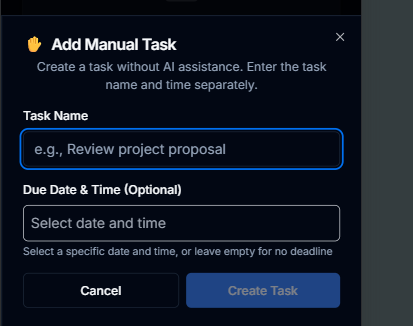 Add Manual Task
Create a task without AI assistance. Enter the task
name and time separately.
Task Name
e.g., Review project proposal
Due Date & Time (Optional)
Select date and time
Select a specific date and time, or leave empty for no deadline
Cancel
Create Task